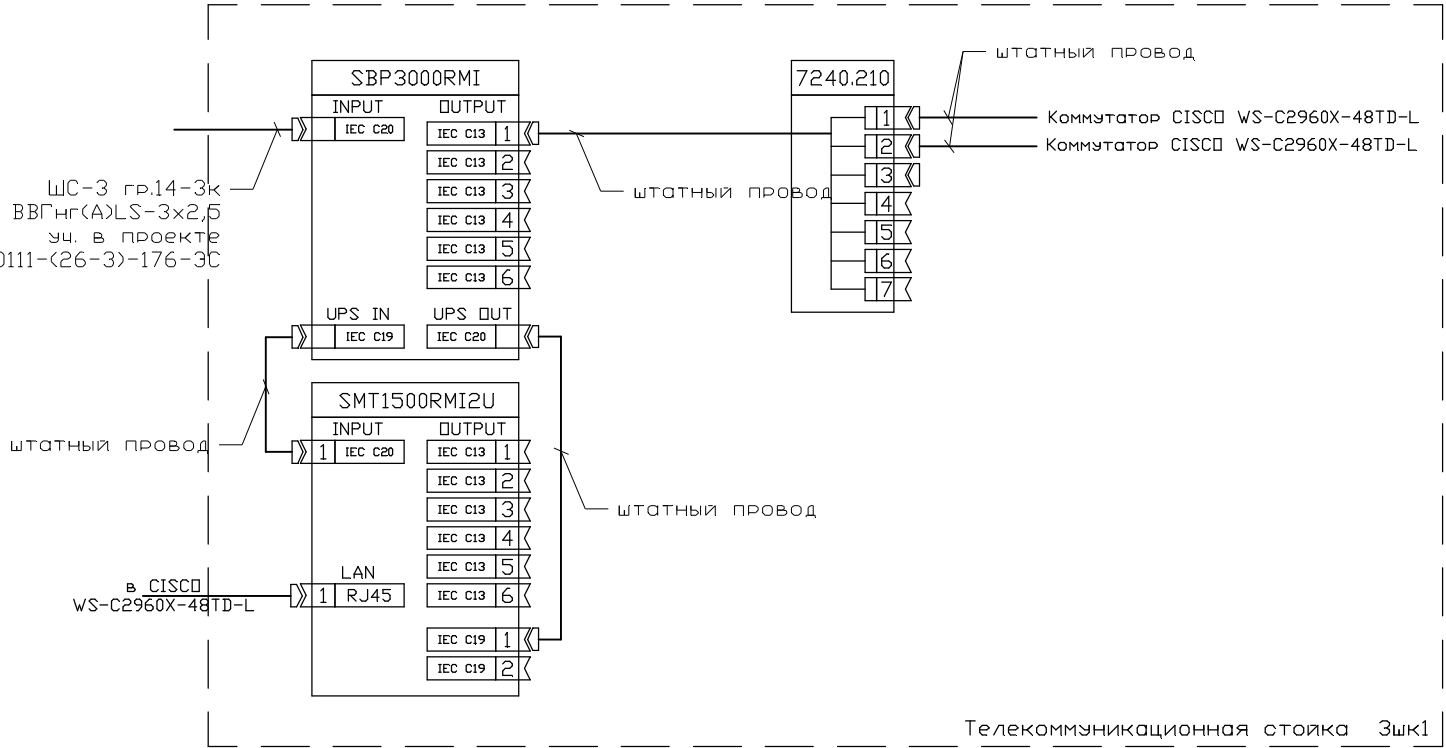 штатный провод
SBP3000RMI
7240.210
INPUT OUTPUT
IEC C20
IEC C13 1
IEC C13 2
IEC C13 3
IEC C13 4
IEC C13 5
IEC C13 6
1 Коммутатор CISCO WS-C2960X-48TD-L
2 Коммутатор CISCO WS-C2960X-48TD-L
3
4
5
6
7
штатный провод
ШС-3 гр.14-3к
ВВГнг(А)LS-3х2,5
уч. в проекте
0111-(26-3)-176-ЭС
UPS IN UPS OUT
IEC C19 IEC C20
SMT1500RMI2U
INPUT OUTPUT
штатный провод
1 IEC C20
IEC C13 1
IEC C13 2
IEC C13 3
IEC C13 4
IEC C13 5
IEC C13 6
штатный провод
LAN
1 RJ45
в CISCO
WS-C2960X-48TD-L
IEC C19 1
IEC C19 2
Телекоммуникационная стойка 3шк1